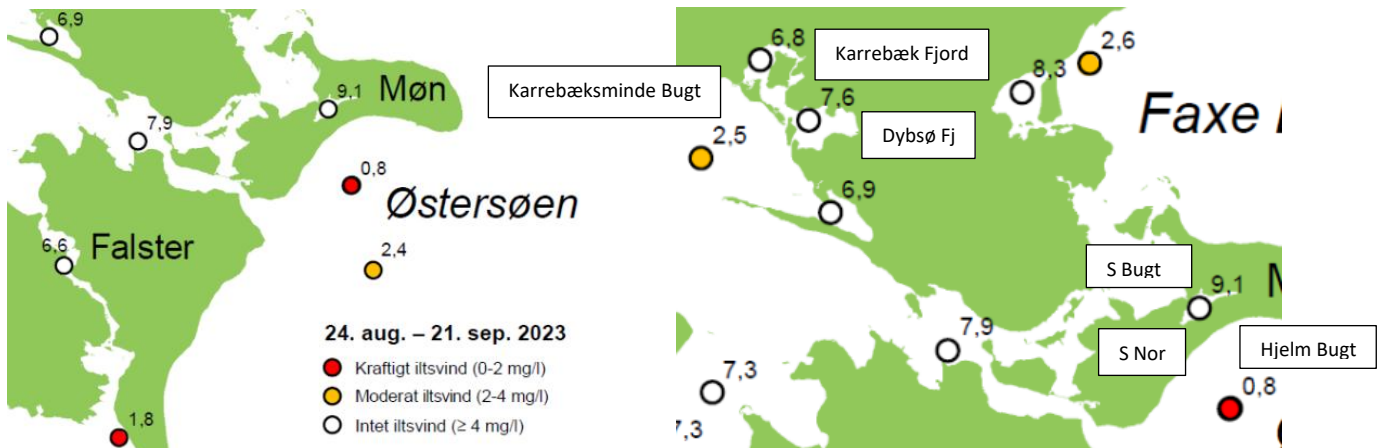 6,9
9,1
Møn
7,9
0,8
Østersøen
2,4
6,6
Falster
24. aug. – 21. sep. 2023
Kraftigt iltsvind (0-2 mg/l)
Moderat iltsvind (2-4 mg/l)
Intet iltsvind (≥ 4 mg/l)
1,8
6,8
Karrebæk Fjord
2,6
Karrebæksminde Bugt
8,3
7,6
Faxe
Dybsø Fj
2,5
6,9
S Bugt
9,1
7,9
S Nor
Hjelm Bugt
7,3
0,8
7,3